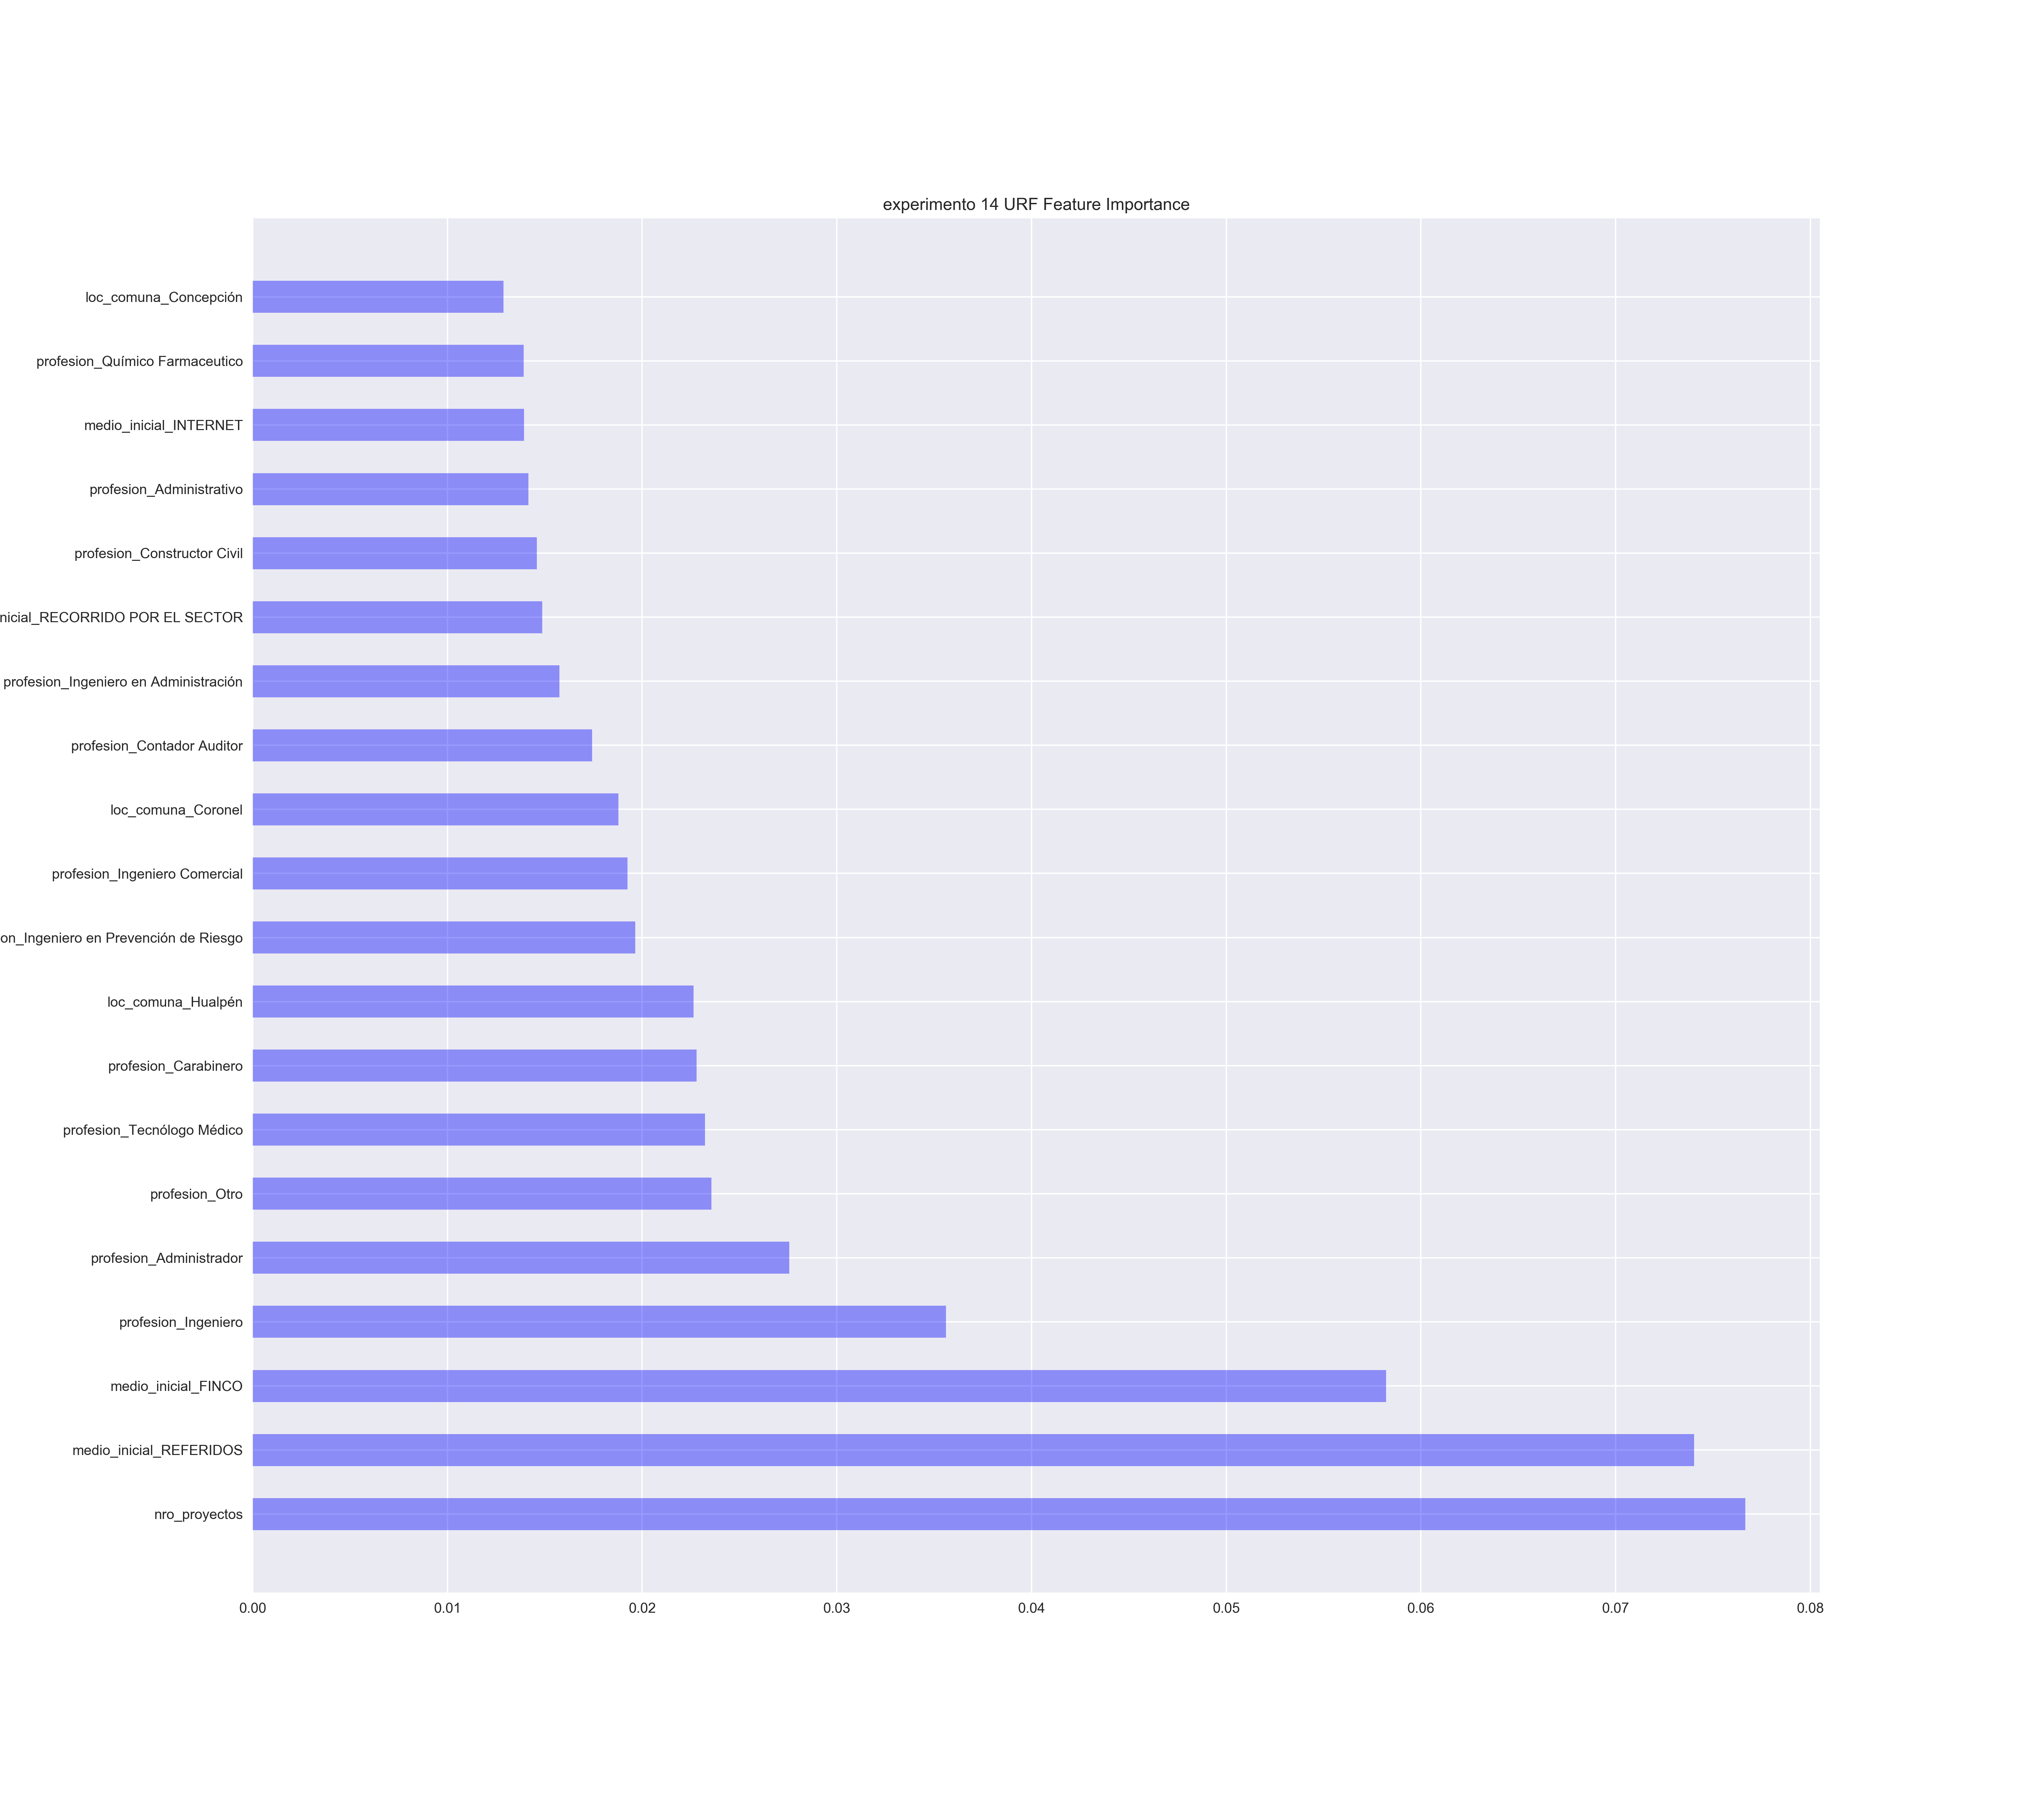 experimento 14 URF Feature Importance
loc_comuna_Concepción
profesion_Químico Farmaceutico
medio_inicial_INTERNET
profesion_Administrativo
profesion_Constructor Civil
nicial_RECORRIDO POR EL SECTOR
profesion_Ingeniero en Administración
profesion_Contador Auditor
loc_comuna_Coronel
profesion_Ingeniero Comercial
on_Ingeniero en Prevención de Riesgo
loc_comuna_Hualpén
profesion_Carabinero
profesion_Tecnólogo Médico
profesion_Otro
profesion_Administrador
profesion_Ingeniero
medio_inicial_FINCO
medio_inicial_REFERIDOS
nro_proyectos
0.00 0.01 0.02 0.03 0.04 0.05 0.06 0.07 0.08